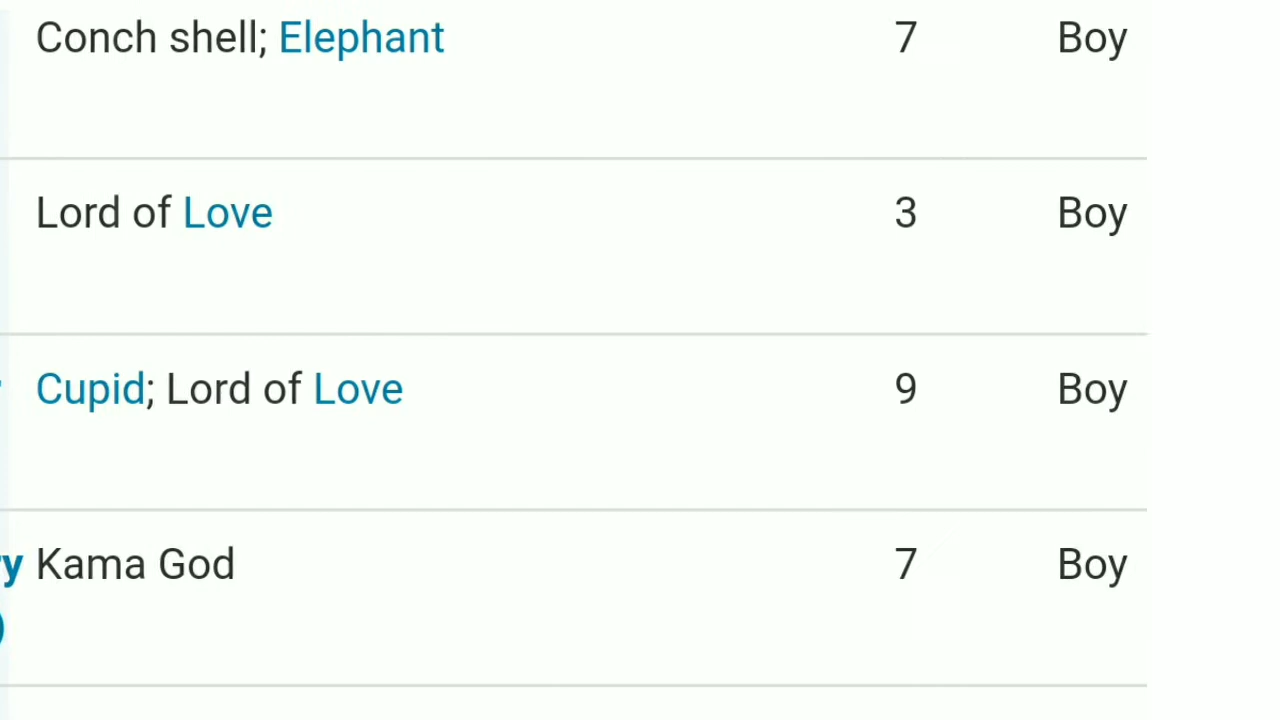 Conch shell; Elephant 7 Boy
Lord of Love 3 Boy
Cupid; Lord of Love 9 Boy
y Kama God 7 Boy
)